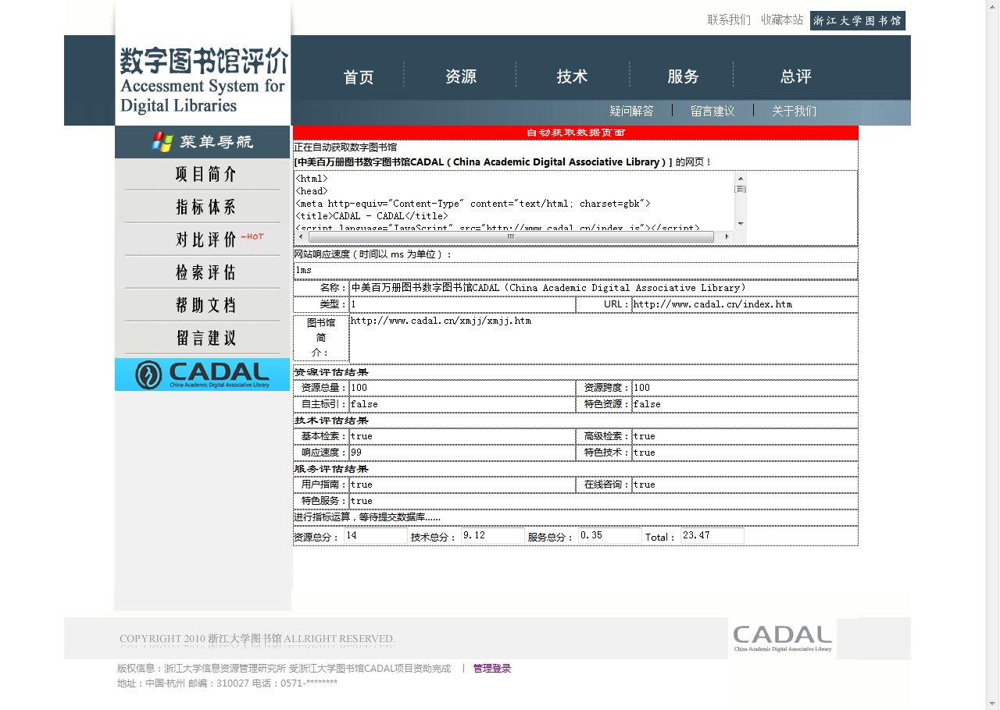 联系我们 收藏本站 浙江大学图书馆
数字图书馆评价
Accessment System for
Digital Libraries
首页 资源 技术 服务 总评
疑问解答 留言建议 关于我们
菜单导航
项目简介
指标体系
对比评价 ~HOT
检索评估
帮助文档
留言建议
CADAL
China Academic Digital Associative Library
自动获取数据页面
正在自动获取数字图书馆
[中美百万册图书数字图书馆CADAL（China Academic Digital Associative Library）] 的网页！
<html>
<head>
<meta http-equiv="Content-Type" content="text/html; charset=gbk">
<title>CADAL - CADAL</title>
<script language="JavaScript" src="http://www.cadal.cn/index.js"></script>
网站响应速度（时间以 ms 为单位）：
1ms
名称：中美百万册图书数字图书馆CADAL（China Academic Digital Associative Library）
类型：1 URL：http://www.cadal.cn/index.htm
图书馆
简
介：
http://www.cadal.cn/xmjj/xmjj.htm
资源评估结果
资源总量：100 资源跨度：100
自主标引：false 特色资源：false
技术评估结果
基本检索：true 高级检索：true
响应速度：99 特色技术：true
服务评估结果
用户指南：true 在线咨询：true
特色服务：true
进行指标运算，等待提交数据库......
资源总分： 14 技术总分： 9.12 服务总分： 0.35 Total： 23.47
COPYRIGHT 2010 浙江大学图书馆 ALLRIGHT RESERVED.
CADAL
China Academic Digital Associative Library
版权信息：浙江大学信息资源管理研究所 受浙江大学图书馆CADAL项目资助完成 | 管理登录
地址：中国·杭州 邮编：310027 电话：0571-********